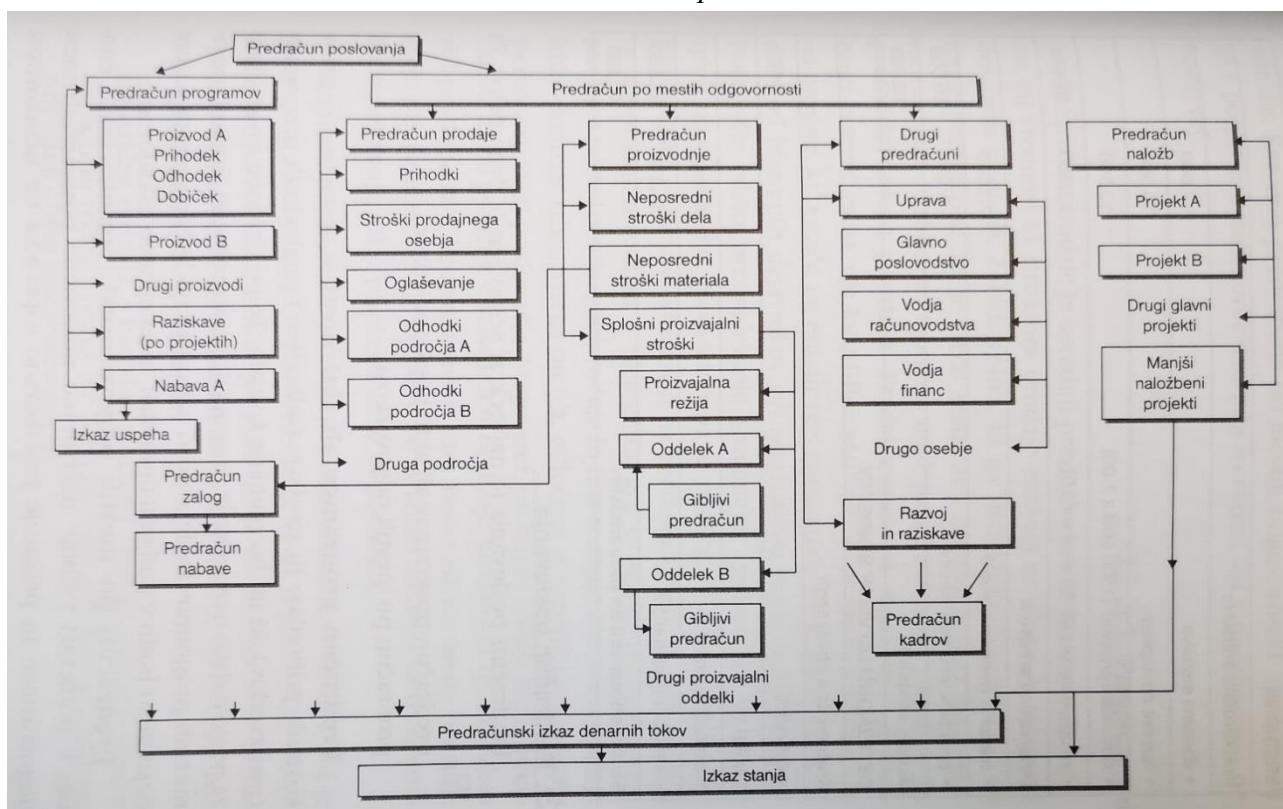 Predračun poslovanja
Predračun programov
Predračun po mestih odgovornosti
Proizvod A
Prihodek
Odhodek
Dobiček
Proizvod B
Drugi proizvodi
Raziskave
(po projektih)
Nabava A
Izkaz uspeha
Predračun
zalog
Predračun
nabave
Predračun prodaje
Prihodki
Stroški prodajnega
osebja
Oglaševanje
Odhodki
področja A
Odhodki
področja B
Druga področja
Predračun
proizvodnje
Neposredni
stroški dela
Neposredni
stroški materiala
Splošni proizvajalni
stroški
Proizvajalna
režija
Oddelek A
Gibljivi
predračun
Oddelek B
Gibljivi
predračun
Drugi proizvajalni
oddelki
Drugi
predračuni
Uprava
Glavno
poslovodstvo
Vodja
računovodstva
Vodja
financ
Drugo osebje
Razvoj
in raziskave
Predračun
kadrov
Predračun
naložb
Projekt A
Projekt B
Drugi glavni
projekti
Manjši
naložbeni
projekti
Predračunski izkaz denarnih tokov
Izkaz stanja